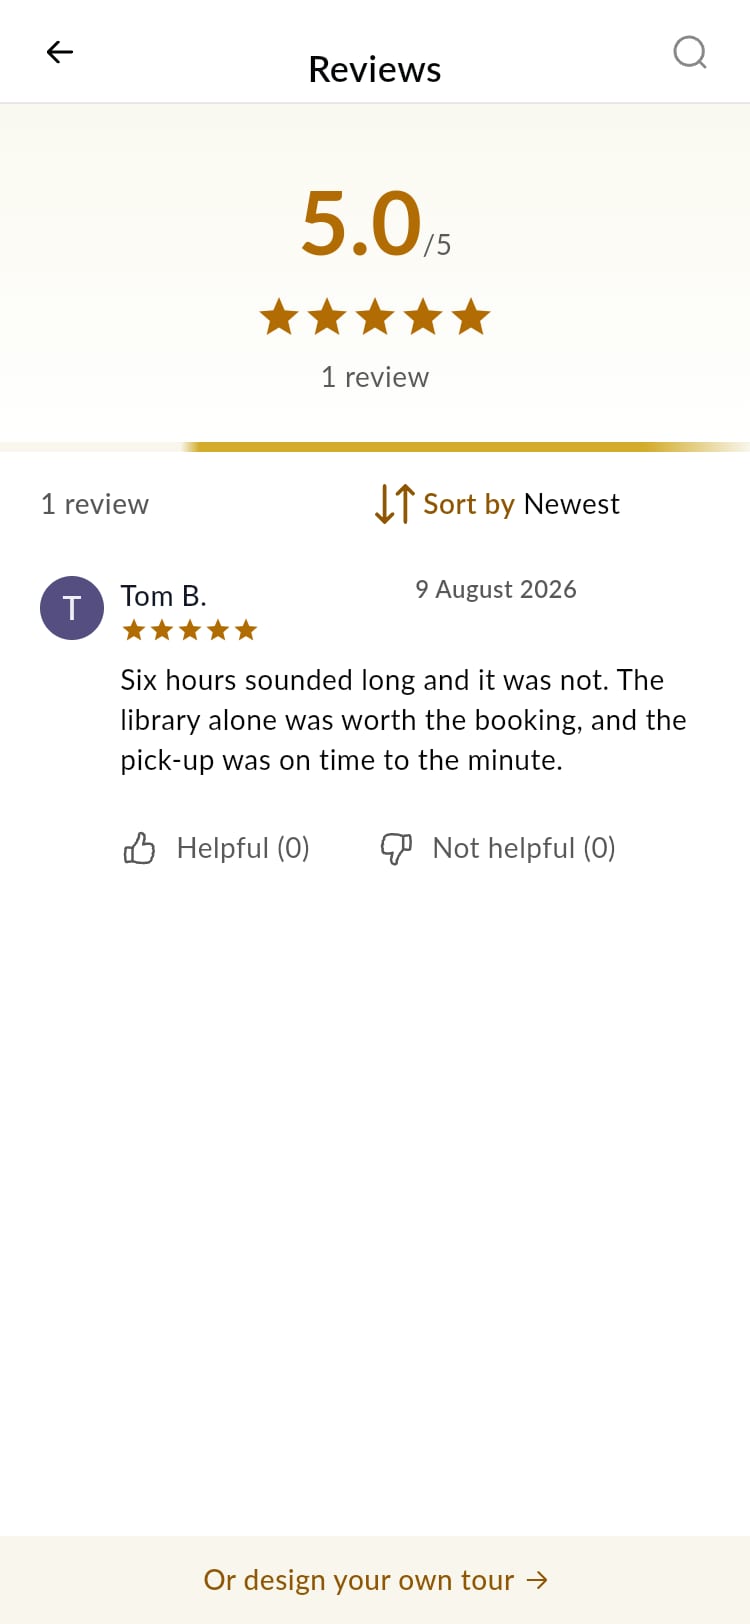 Reviews
5.0/5
1 review
1 review
Sort by Newest
T
Tom B.
9 August 2026
Six hours sounded long and it was not. The
library alone was worth the booking, and the
pick-up was on time to the minute.
Helpful (0)
Not helpful (0)
Or design your own tour →